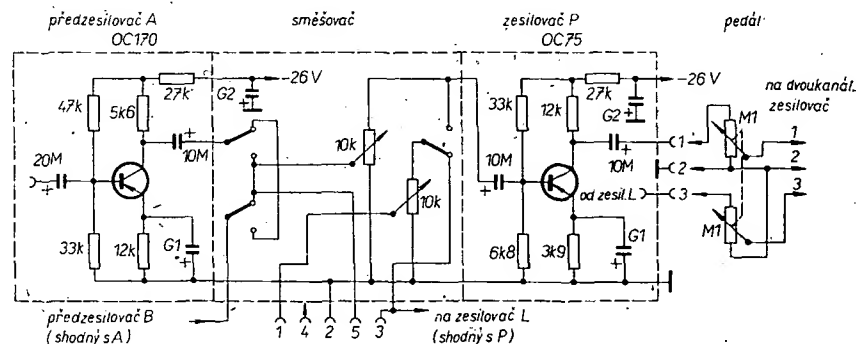 předzesilovač A
OC170
směšovač
zesilovač P
OC75
pedál
47k
5k6
27k
G2
-26V
33k
12k
27k
G2
-26V
na dvoukanál.
zesilovač
M1
1
20M
10M
10k
10k
10M
10M
1
2
2
od zesil. L
3
3
M1
33k
12k
G1
6k8
3k9
G1
předzesilovač B
(shodný s A)
1
4
2
5
3
na zesilovač L
(shodný s P)